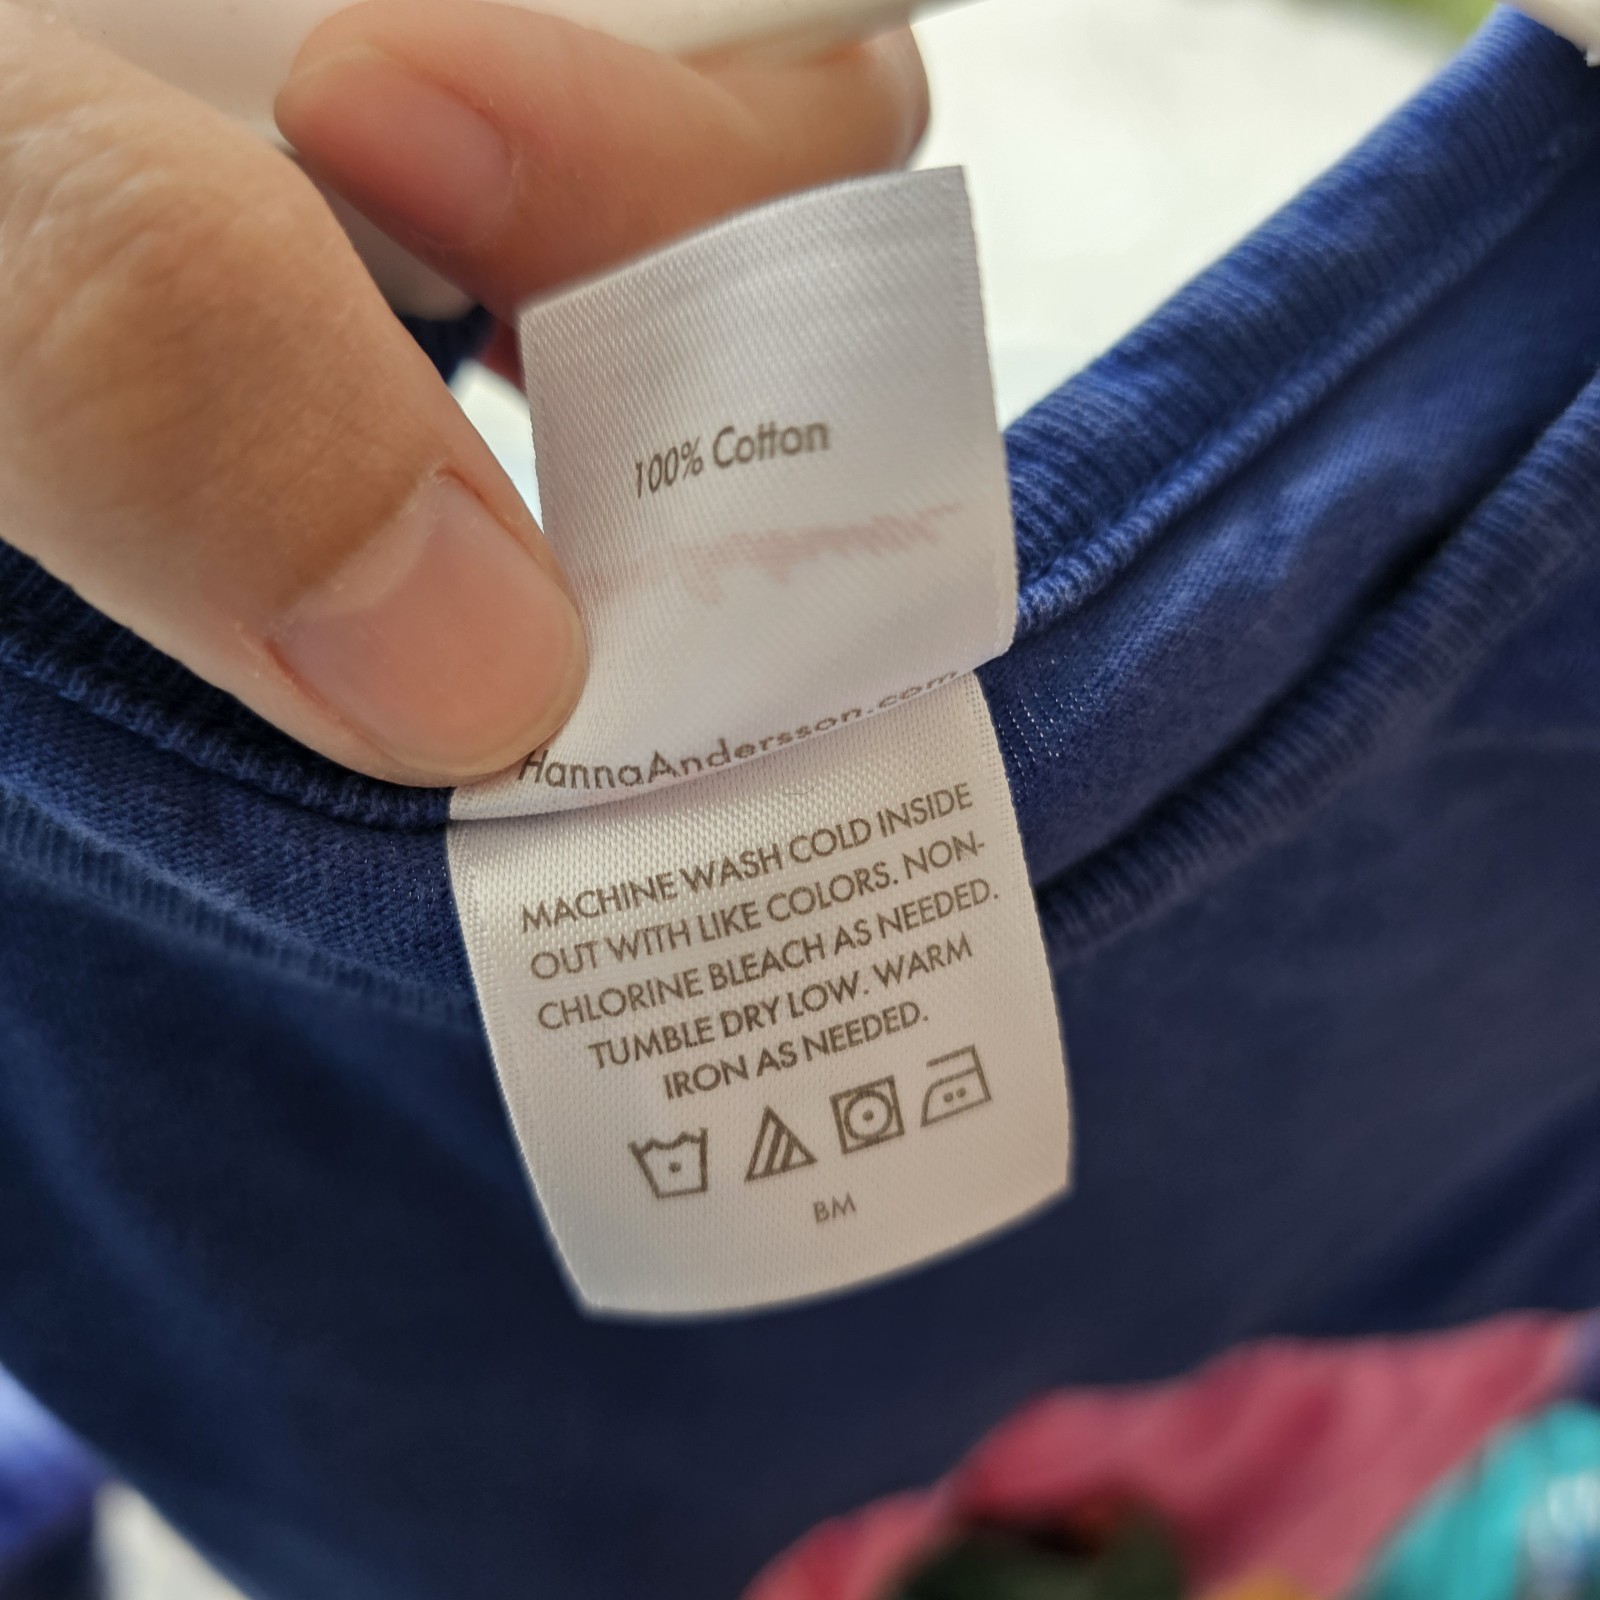 100% Cotton
HannaAndersson.com
MACHINE WASH COLD INSIDE
OUT WITH LIKE COLORS. NON-
CHLORINE BLEACH AS NEEDED.
TUMBLE DRY LOW. WARM
IRON AS NEEDED.
BM